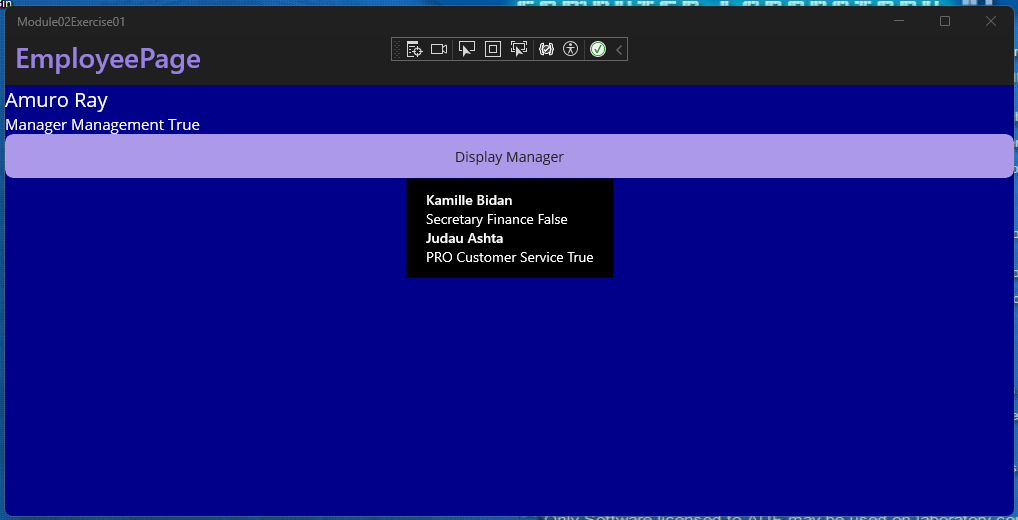 Module02Exercise01
EmployeePage
Amuro Ray
Manager Management True
Display Manager
Kamille Bidan
Secretary Finance False
Judau Ashta
PRO Customer Service True